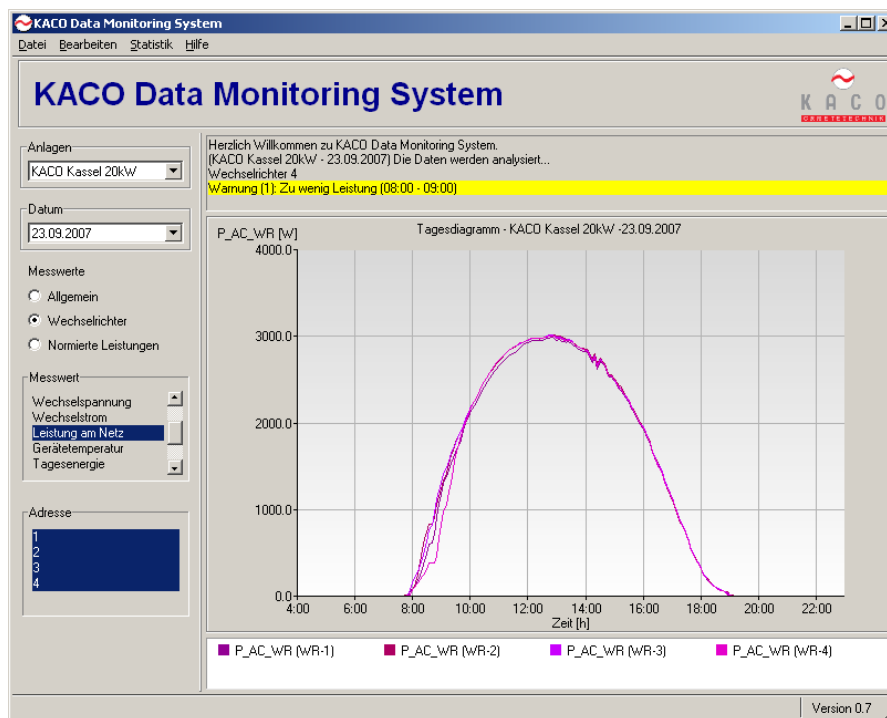 KACO Data Monitoring System
Datei Bearbeiten Statistik Hilfe
KACO Data Monitoring System
KACO
GERÄTETECHNIK
Anlagen
KACO Kassel 20kW
Datum
23.09.2007
Messwerte
Allgemein
Wechselrichter
Normierte Leistungen
Messwert
Wechselspannung
Wechselstrom
Leistung am Netz
Gerätetemperatur
Tagesenergie
Adresse
1
2
3
4
Herzlich Willkommen zu KACO Data Monitoring System.
(KACO Kassel 20kW - 23.09.2007) Die Daten werden analysiert...
Wechselrichter 4
Warnung (1): Zu wenig Leistung (08:00 - 09:00)
P_AC_WR [W]
Tagesdiagramm - KACO Kassel 20kW -23.09.2007
4000.0
3000.0
2000.0
1000.0
0.0
4:00 6:00 8:00 10:00 12:00 14:00 16:00 18:00 20:00 22:00
Zeit [h]
P_AC_WR (WR-1) P_AC_WR (WR-2) P_AC_WR (WR-3) P_AC_WR (WR-4)
Version 0.7